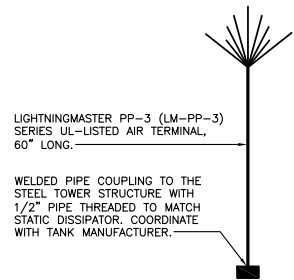 LIGHTNINGMASTER PP-3 (LM-PP-3)
SERIES UL-LISTED AIR TERMINAL,
60" LONG.
WELDED PIPE COUPLING TO THE
STEEL TOWER STRUCTURE WITH
1/2" PIPE THREADED TO MATCH
STATIC DISSIPATOR. COORDINATE
WITH TANK MANUFACTURER.